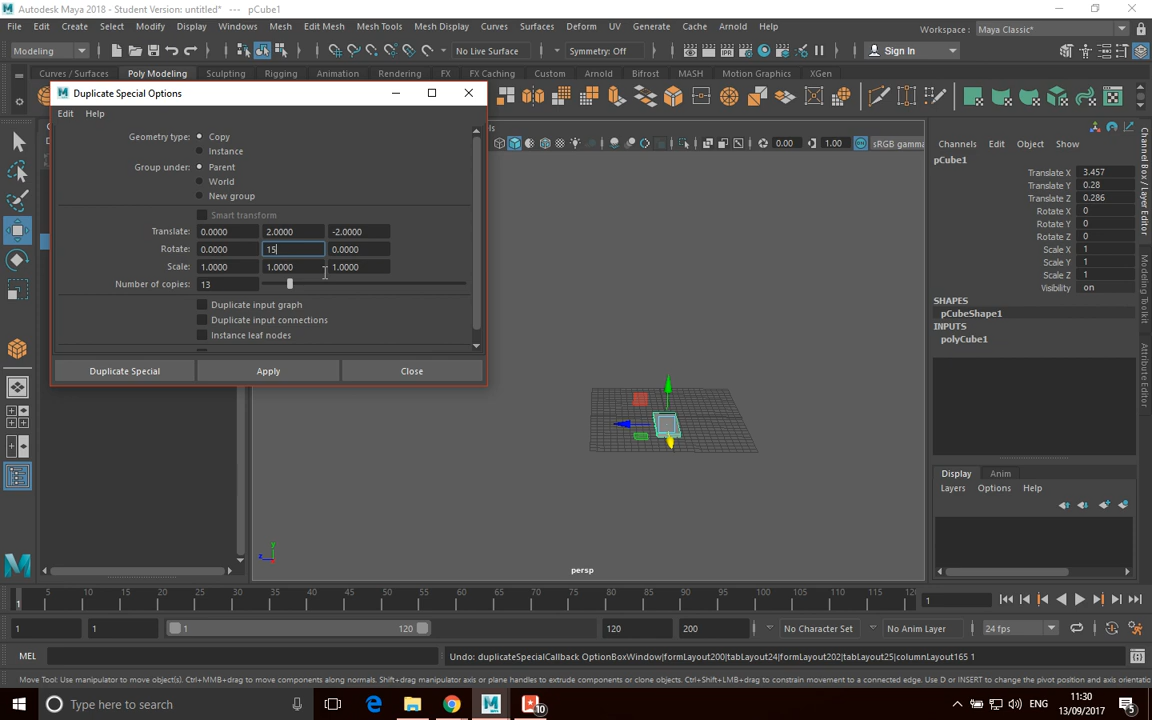 Autodesk Maya 2018 - Student Version: untitled* --- pCube1
File Edit Create Select Modify Display Windows Mesh Edit Mesh Mesh Tools Mesh Display Curves Surfaces Deform UV Generate Cache Arnold Help
Workspace: Maya Classic*
Modeling
No Live Surface
Symmetry: Off
Sign In
Curves / Surfaces Poly Modeling Sculpting Rigging Animation Rendering FX FX Caching Custom Arnold Bifrost MASH Motion Graphics XGen
Duplicate Special Options
Edit Help
Geometry type: Copy
Instance
Group under: Parent
World
New group
Smart transform
Translate: 0.0000 2.0000 -2.0000
Rotate: 0.0000 15 0.0000
Scale: 1.0000 1.0000 1.0000
Number of copies: 13
Duplicate input graph
Duplicate input connections
Instance leaf nodes
Duplicate Special Apply Close
0.00 1.00 sRGB gamma
persp
Channels Edit Object Show
pCube1
Translate X 3.457
Translate Y 0.28
Translate Z 0.286
Rotate X 0
Rotate Y 0
Rotate Z 0
Scale X 1
Scale Y 1
Scale Z 1
Visibility on
SHAPES
pCubeShape1
INPUTS
polyCube1
Channel Box / Layer Editor
Modeling Toolkit
Attribute Editor
Display Anim
Layers Options Help
y
z
5 10 15 20 25 30 35 40 45 50 55 60 65 70 75 80 85 90 95 100 105 110 115 120
1
1
1 1 1 120 120 200 No Character Set No Anim Layer 24 fps
MEL
Undo: duplicateSpecialCallback OptionBoxWindow|formLayout200|tabLayout24|formLayout202|tabLayout25|columnLayout165 1
Move Tool: Use manipulator to move object(s). Ctrl+MMB+drag to move components along normals. Shift+drag manipulator axis or plane handles to extrude components or clone objects. Ctrl+Shift+LMB+drag to constrain movement to a connected edge. Use D or INSERT to change the pivot position and axis orientatio
Type here to search
10
ENG
11:30
13/09/2017
5